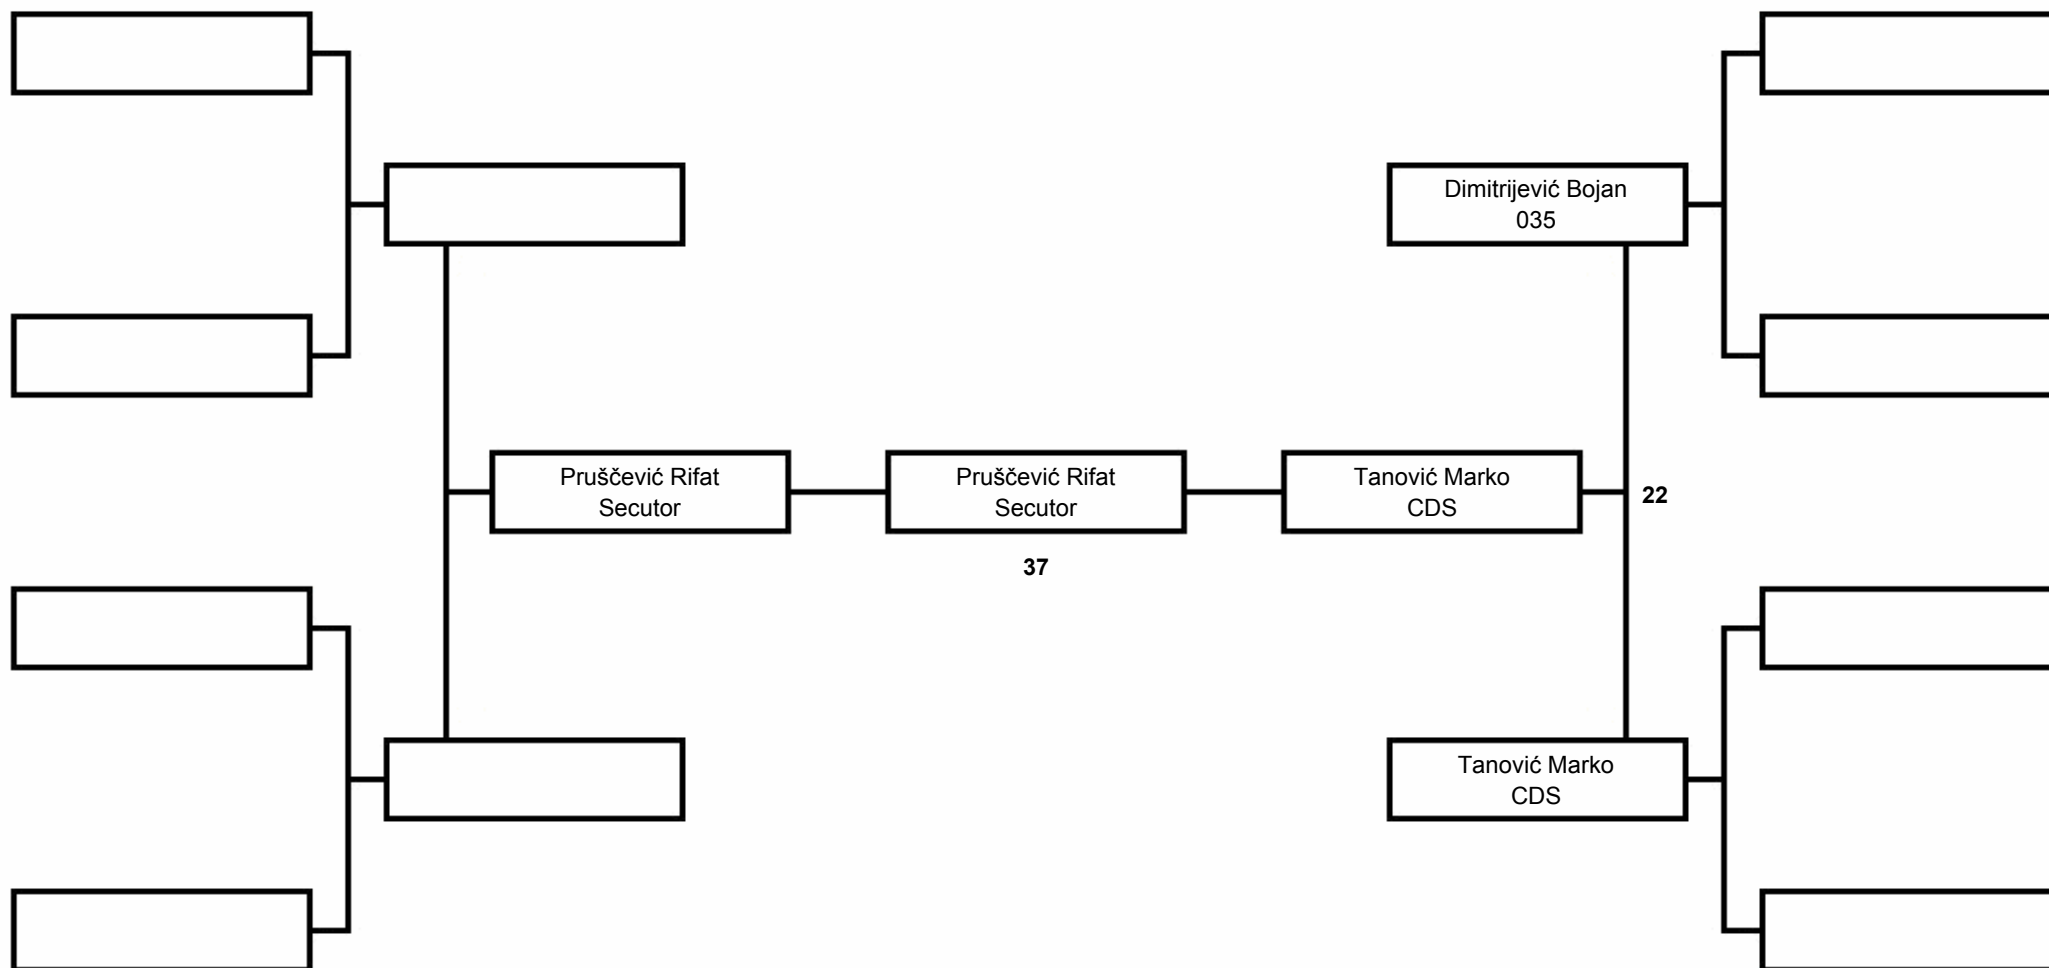 Dimitrijević Bojan
035
Pruščević Rifat
Secutor
Pruščević Rifat
Secutor
Tanović Marko
CDS
22
37
Tanović Marko
CDS